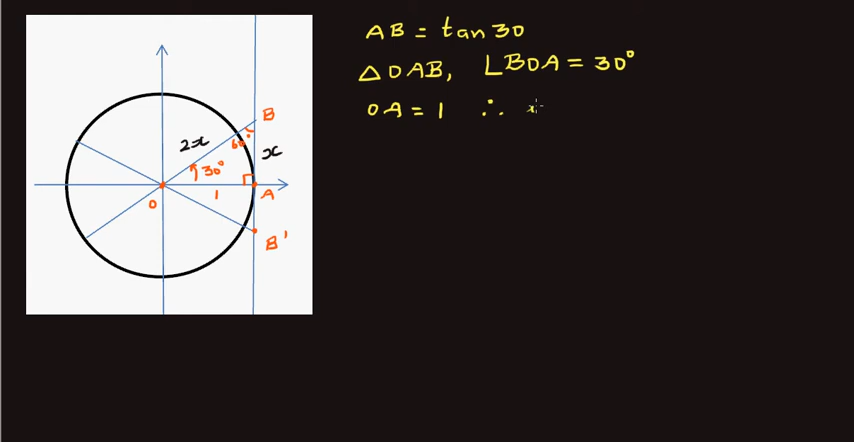 AB = tan 30
△OAB, ∠BOA = 30°
OA = 1 ∴ x
B
2x
60°
x
30°
O
1
A
B'